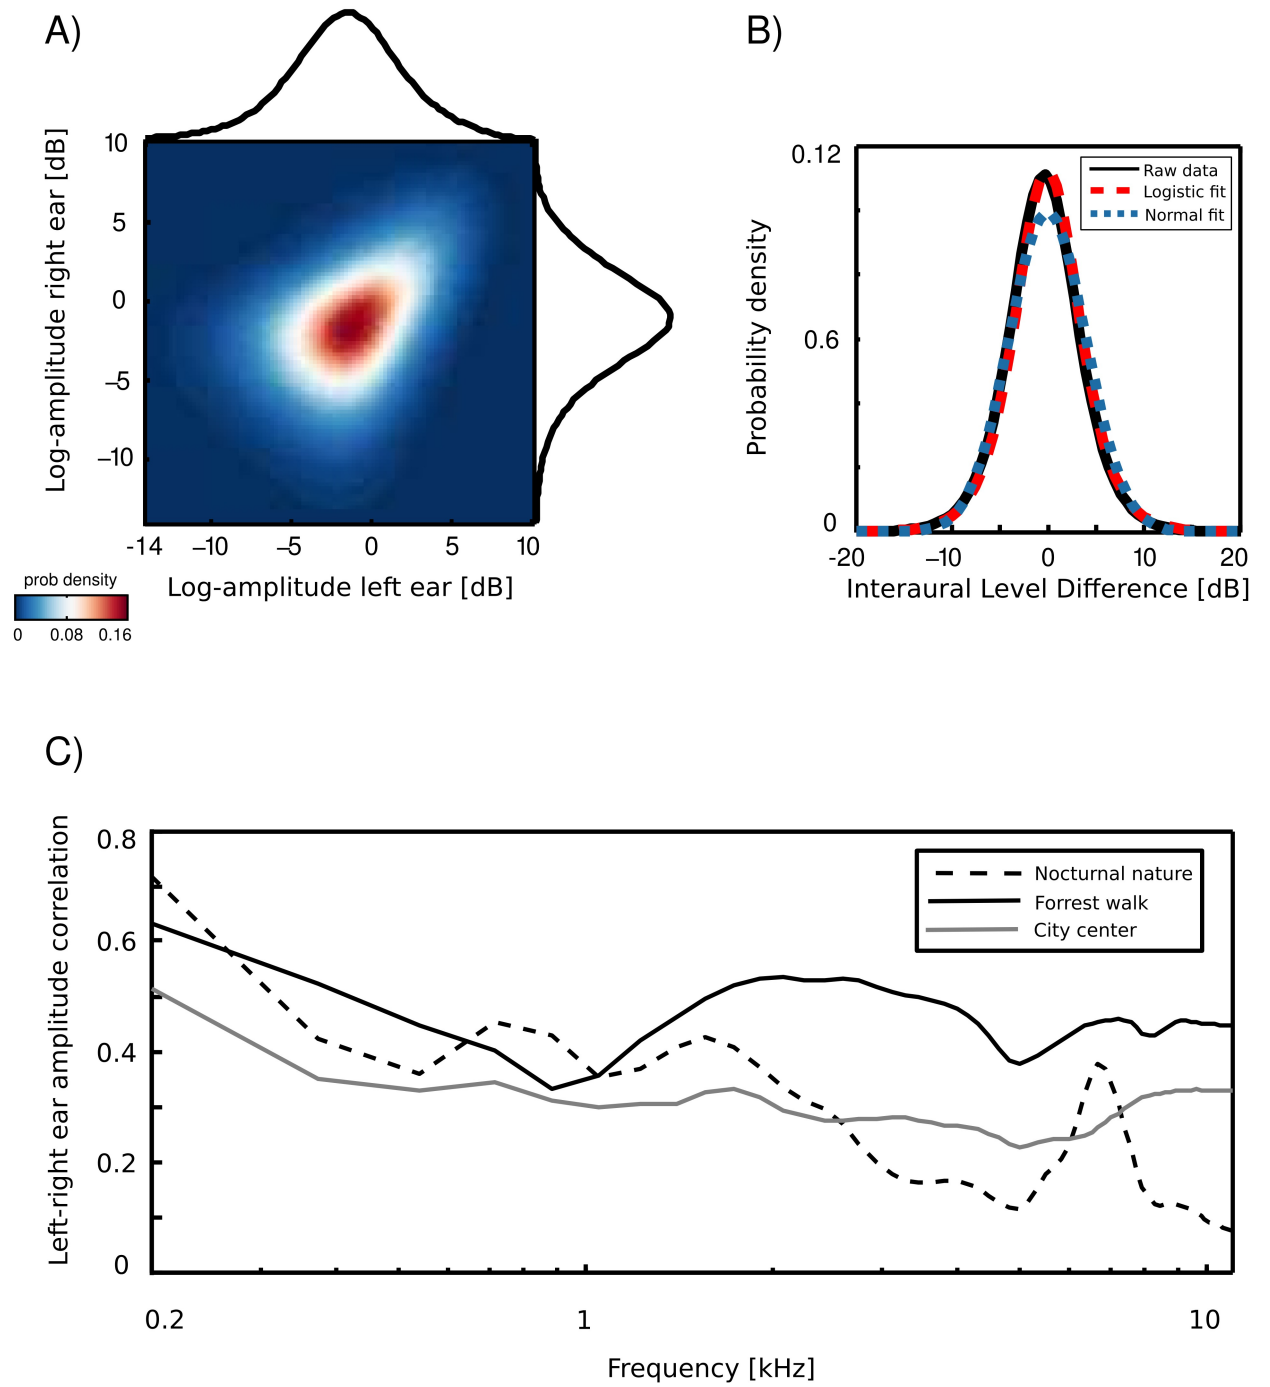 A)
Log-amplitude right ear [dB]
10
5
0
−5
−10
-14
−10
−5
0
5
10
Log-amplitude left ear [dB]
prob density
0
0.08
0.16
B)
Probability density
0.12
0.6
0
Raw data
Logistic fit
Normal fit
-20
−10
0
10
20
Interaural Level Difference [dB]
C)
Left-right ear amplitude correlation
0.8
0.6
0.4
0.2
0
Nocturnal nature
Forrest walk
City center
0.2
1
10
Frequency [kHz]